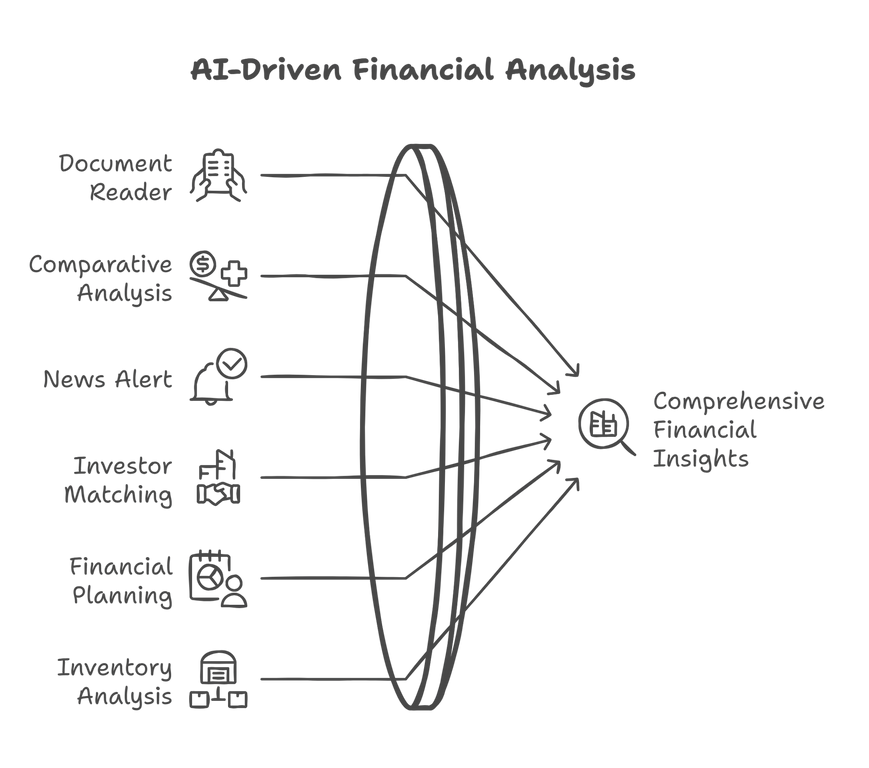 AI-Driven Financial Analysis
Document
Reader
Comparative
Analysis
News Alert
Investor
Matching
Financial
Planning
Inventory
Analysis
Comprehensive
Financial
Insights